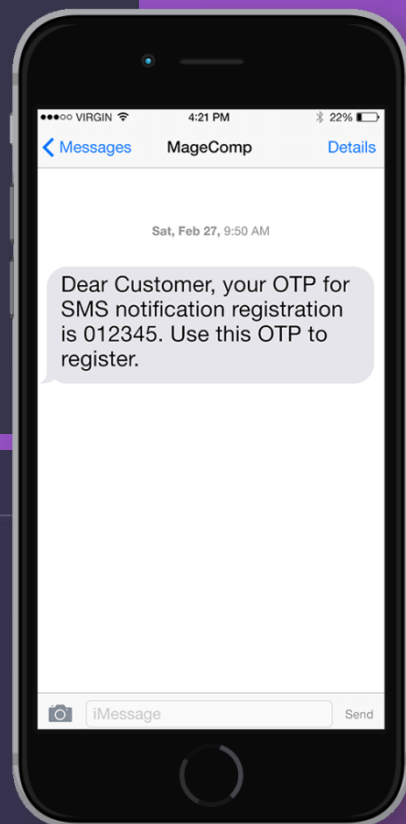 VIRGIN 4:21 PM 22%
Messages MageComp Details
Sat, Feb 27, 9:50 AM
Dear Customer, your OTP for
SMS notification registration
is 012345. Use this OTP to
register.
iMessage Send